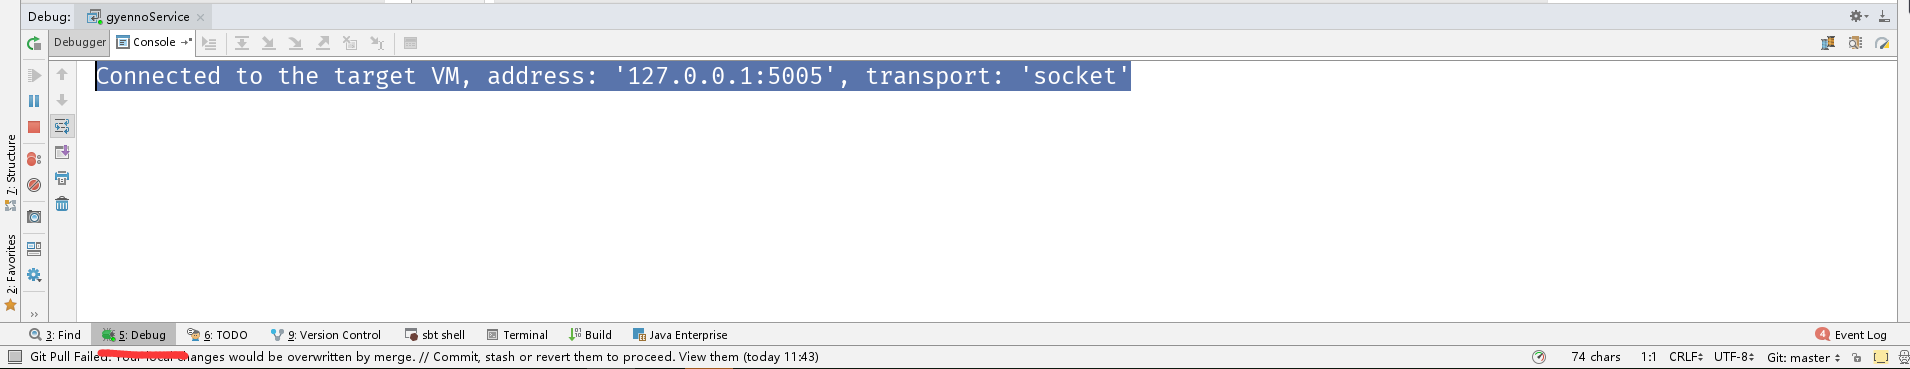 Debug: gyennoService
Debugger Console
Connected to the target VM, address: '127.0.0.1:5005', transport: 'socket'
7: Structure
2: Favorites
3: Find 5: Debug 6: TODO 9: Version Control sbt shell Terminal Build Java Enterprise 4 Event Log
Git Pull Failed: Your local changes would be overwritten by merge. // Commit, stash or revert them to proceed. View them (today 11:43) 74 chars 1:1 CRLF UTF-8 Git: master